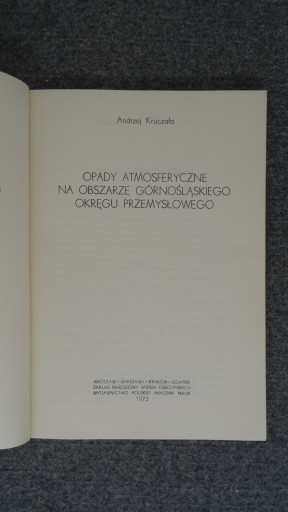 Andrzej Kruczała
OPADY ATMOSFERYCZNE
NA OBSZARZE GÓRNOŚLĄSKIEGO
OKRĘGU PRZEMYSŁOWEGO
WROCŁAW—WARSZAWA—KRAKÓW—GDAŃSK
ZAKŁAD NARODOWY IMIENIA OSSOLIŃSKICH
WYDAWNICTWO POLSKIEJ AKADEMII NAUK
1972